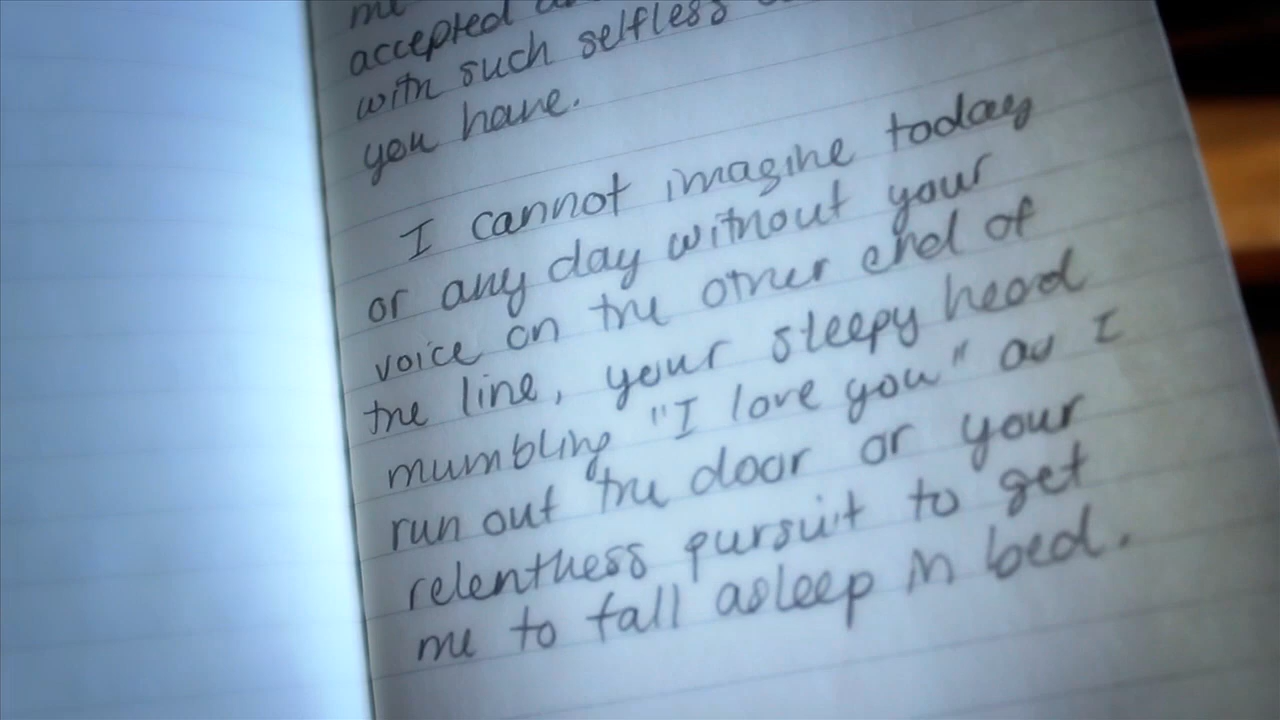 me
accepted
with such selfless
you have.
I cannot imagine today
or any day without your
voice on the other end of
the line, your sleepy head
mumbling "I love you" as I
run out the door or your
relentless pursuit to get
me to fall asleep in bed.